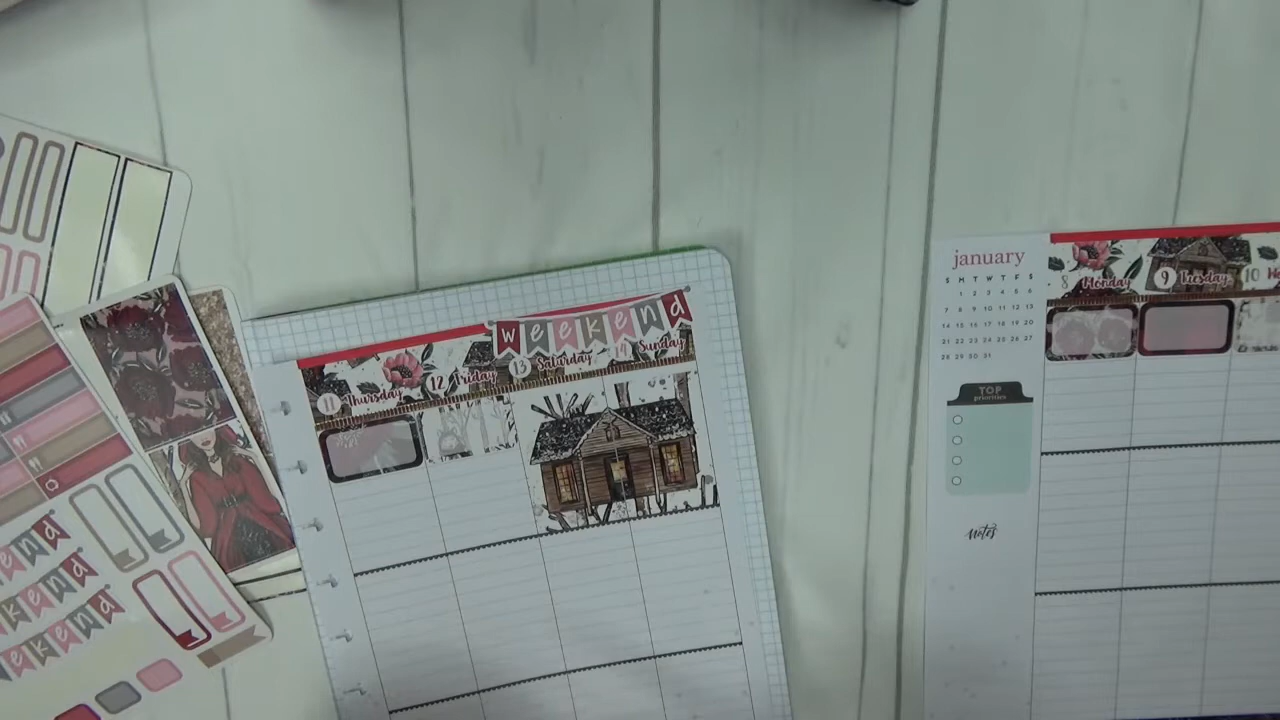 weekend
11 Thursday 12 Friday 13 Saturday 14 Sunday
january
S M T W T F S
1 2 3 4 5 6
7 8 9 10 11 12 13
14 15 16 17 18 19 20
21 22 23 24 25 26 27
28 29 30 31
8 Monday 9 Tuesday 10
TOP
priorities
notes